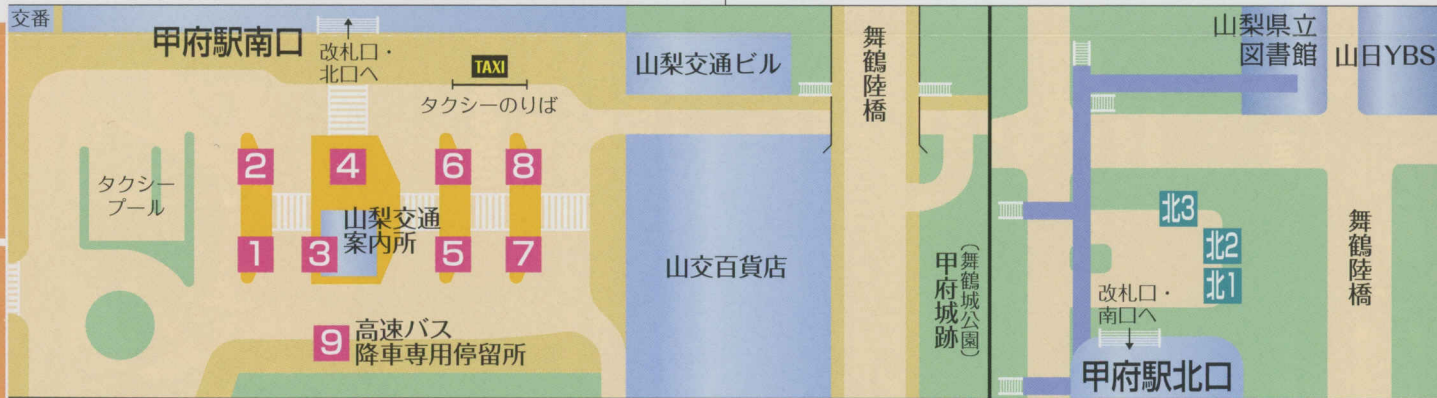 交番
甲府駅南口
改札口・
北口へ
TAXI
タクシーのりば
山梨交通ビル
舞鶴陸橋
タクシー
プール
2
4
6
8
山梨交通
案内所
1
3
5
7
9
高速バス
降車専用停留所
山交百貨店
甲府城跡
(舞鶴城公園)
山梨県立
図書館
山日YBS
北3
北2
北1
舞鶴陸橋
改札口・
南口へ
甲府駅北口